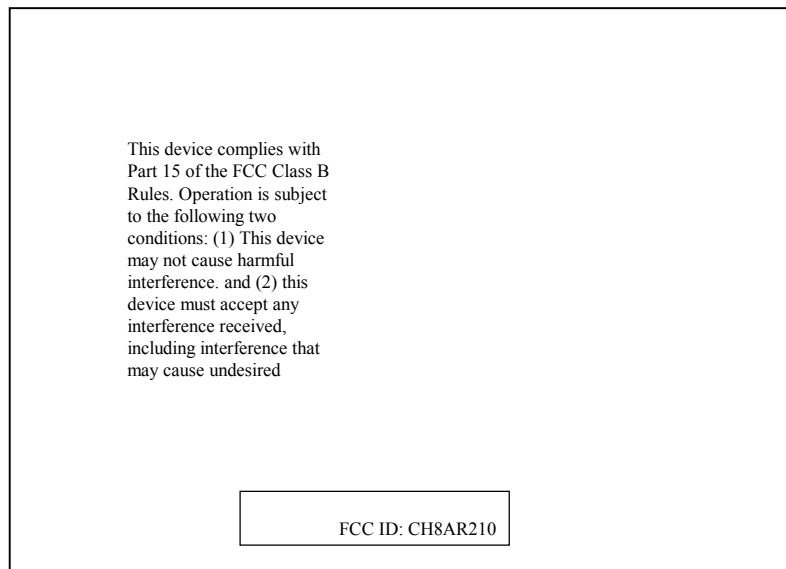 This device complies with
Part 15 of the FCC Class B
Rules. Operation is subject
to the following two
conditions: (1) This device
may not cause harmful
interference. and (2) this
device must accept any
interference received,
including interference that
may cause undesired
FCC ID: CH8AR210